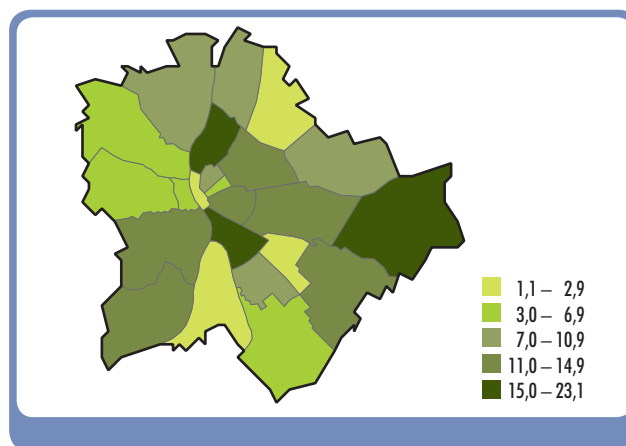 1,1 – 2,9
3,0 – 6,9
7,0 – 10,9
11,0 – 14,9
15,0 – 23,1